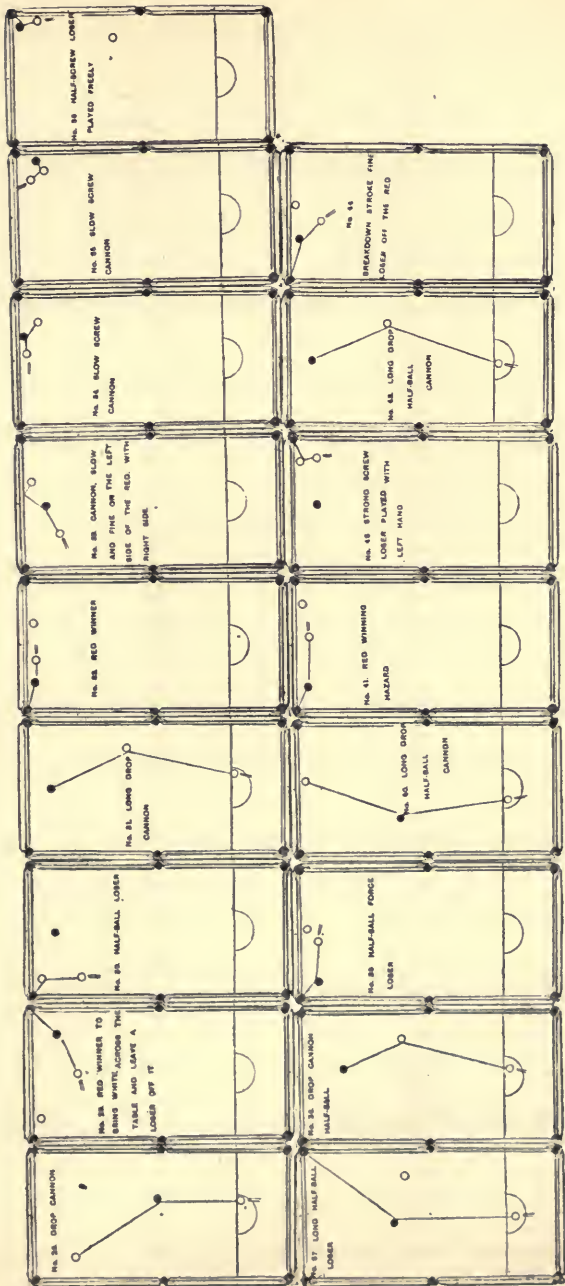 No. 28 DROP CANNON
No. 29 RED WINNER TO
BRING WHITE ACROSS THE
TABLE AND LEAVE A
LOSER OFF IT
No. 30 HALF-BALL LOSER
No. 31. LONG DROP
CANNON
No. 32 RED WINNER
No. 33. CANNON, SLOW
AND FINE ON THE LEFT
SIDE OF THE RED, WITH
RIGHT SIDE
No. 34 SLOW SCREW
CANNON
No. 35 SLOW SCREW
CANNON
No. 36 HALF-SCREW LOSER
PLAYED FREELY
No. 37 LONG HALF-BALL
LOSER
No. 38 DROP CANNON
HALF-BALL
No. 39 HALF-BALL FORCE
LOSER
No. 40. LONG DROP
HALF-BALL
CANNON
No. 41. RED WINNING
HAZARD
No. 42 STRONG SCREW
LOSER PLAYED WITH
LEFT HAND
No. 43. LONG DROP
HALF-BALL
CANNON
No. 44
BREAKDOWN STROKE FINE
LOSER OFF THE RED